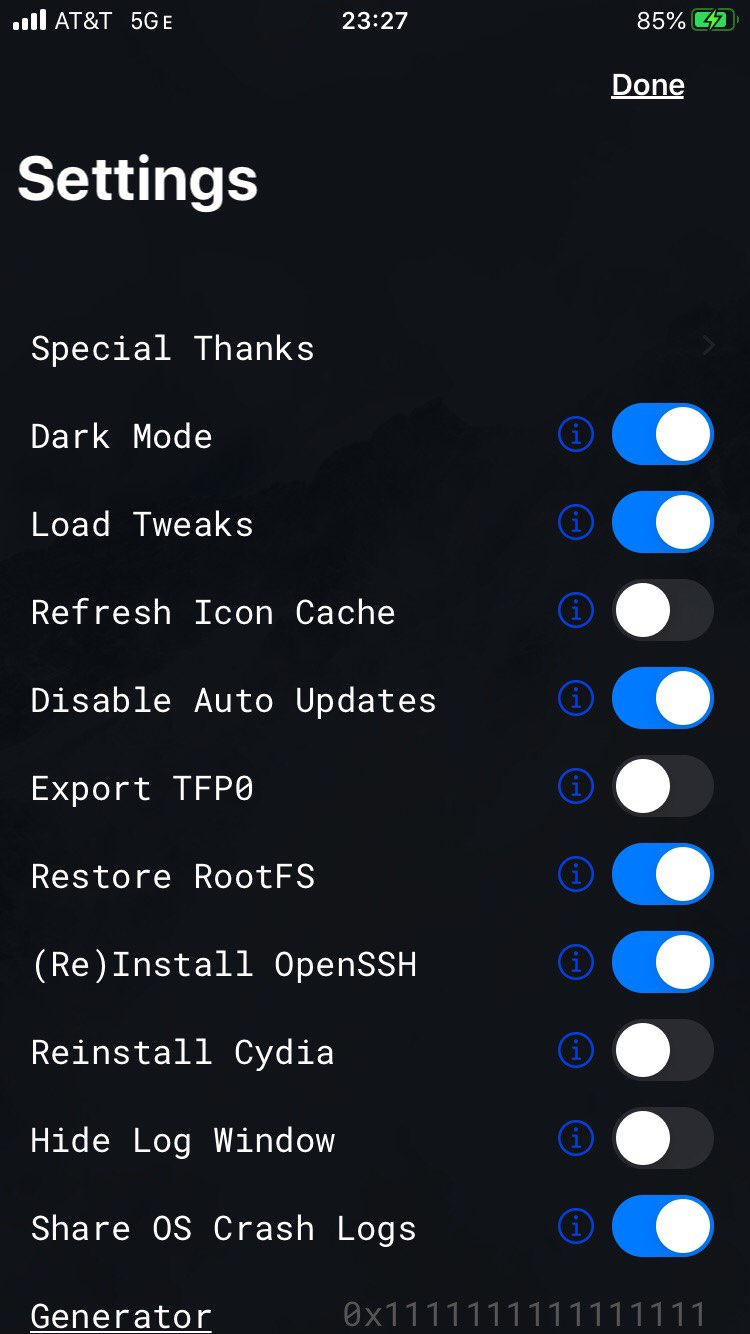 AT&T 5GE 23:27 85%
Done
Settings
Special Thanks
Dark Mode
Load Tweaks
Refresh Icon Cache
Disable Auto Updates
Export TFP0
Restore RootFS
(Re)Install OpenSSH
Reinstall Cydia
Hide Log Window
Share OS Crash Logs
Generator 0x1111111111111111